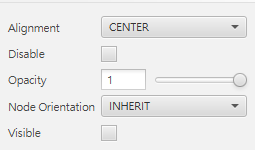 Alignment CENTER
Disable
Opacity 1
Node Orientation INHERIT
Visible